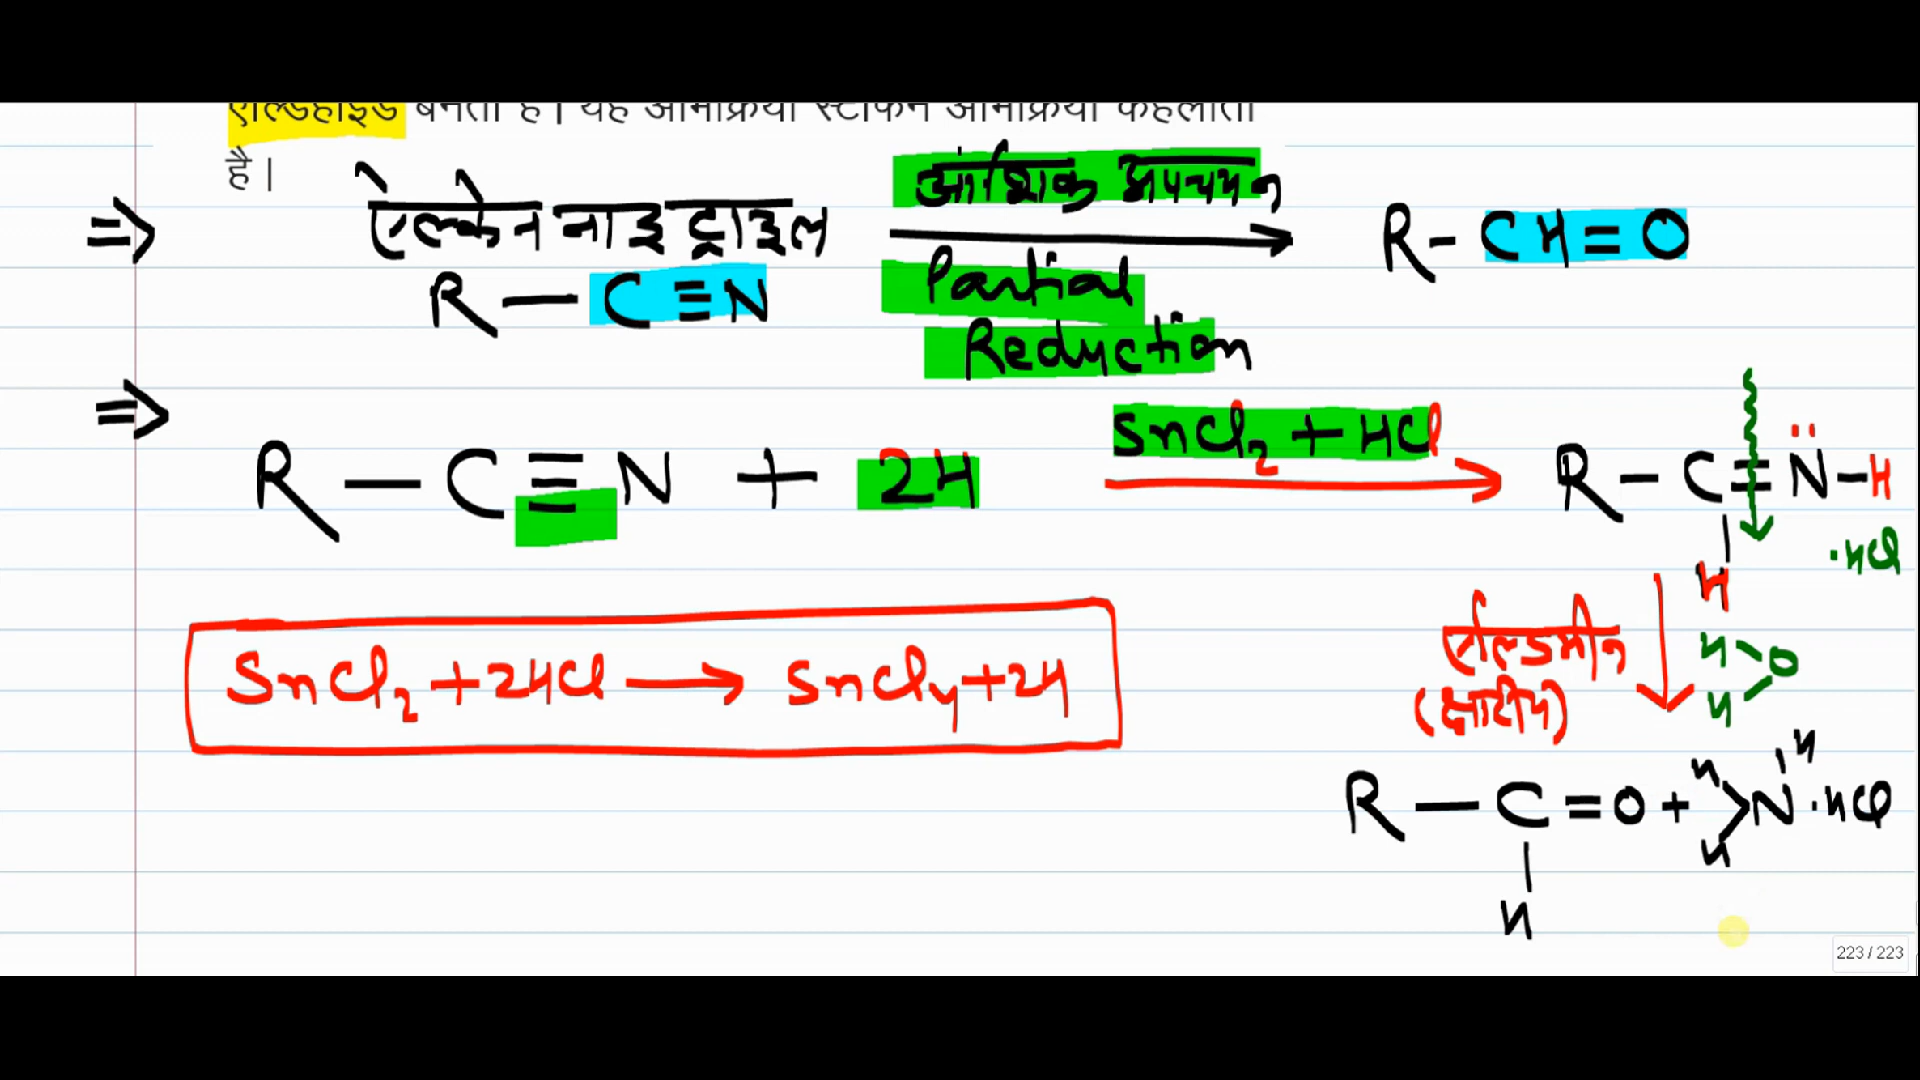 एल्डिहाइड बनता है। यह अभिक्रिया स्टीफन अभिक्रिया कहलाती
है।
=> ऐल्केन नाइट्राइल आंशिक अपचयन R - CH = O
R — C ≡ N Partial
Reduction
=> R — C ≡ N + 2H SnCl2 + HCl R - C = N̈ - H
·HCl
H
SnCl2 + 2HCl → SnCl4 + 2H
ऐल्डिमीन H
O
(क्षारीय) H
R — C = O + H N H ·HCl
H
H
223 / 223